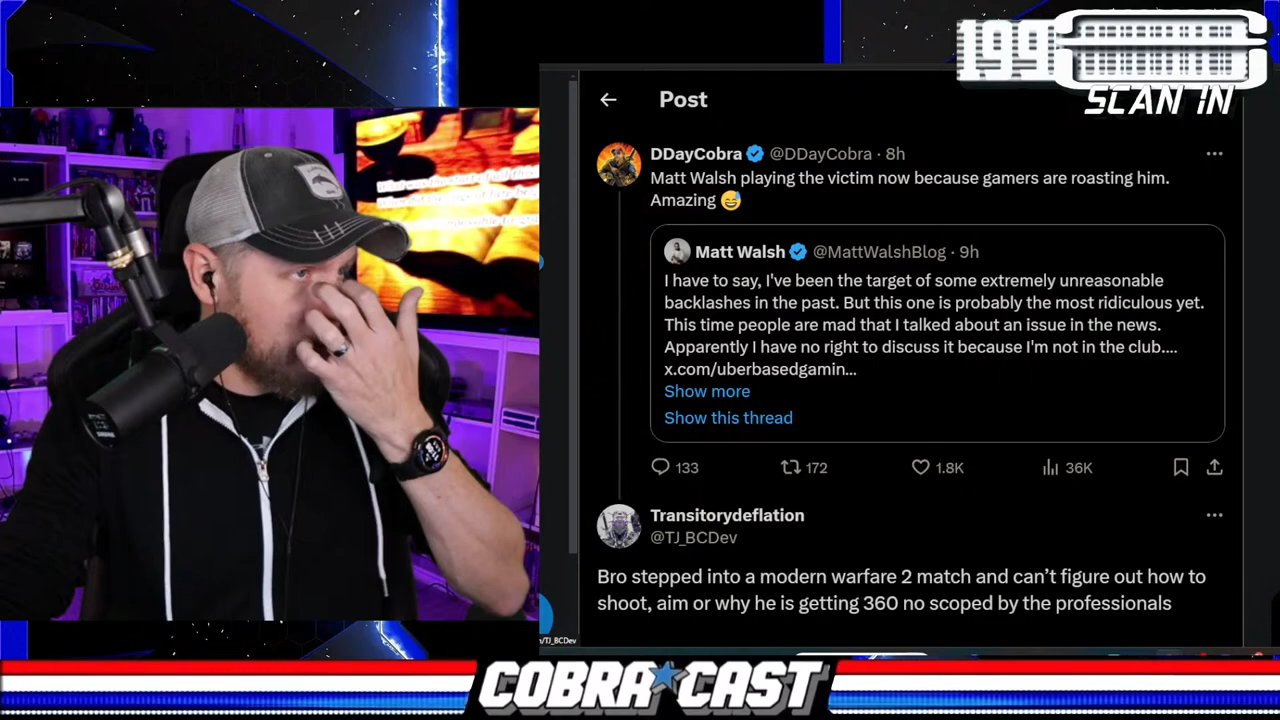 199
SCAN IN
Post
DDayCobra @DDayCobra · 8h
Matt Walsh playing the victim now because gamers are roasting him.
Amazing 😅
Matt Walsh @MattWalshBlog · 9h
I have to say, I've been the target of some extremely unreasonable
backlashes in the past. But this one is probably the most ridiculous yet.
This time people are mad that I talked about an issue in the news.
Apparently I have no right to discuss it because I'm not in the club....
x.com/uberbasedgamin...
Show more
Show this thread
133 172 1.8K 36K
Transitorydeflation
@TJ_BCDev
Bro stepped into a modern warfare 2 match and can’t figure out how to
shoot, aim or why he is getting 360 no scoped by the professionals
/TJ_BCDev
COBRA CAST